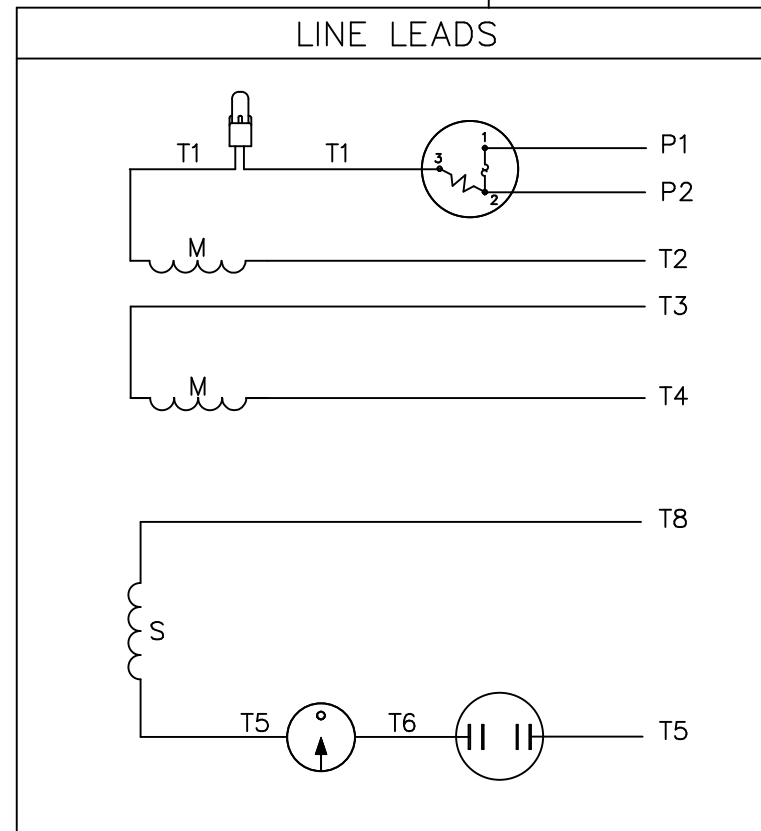 LINE LEADS
T1 T1 3 1 P1
2 P2
M T2
T3
M T4
T8
S
T5 T6 T5